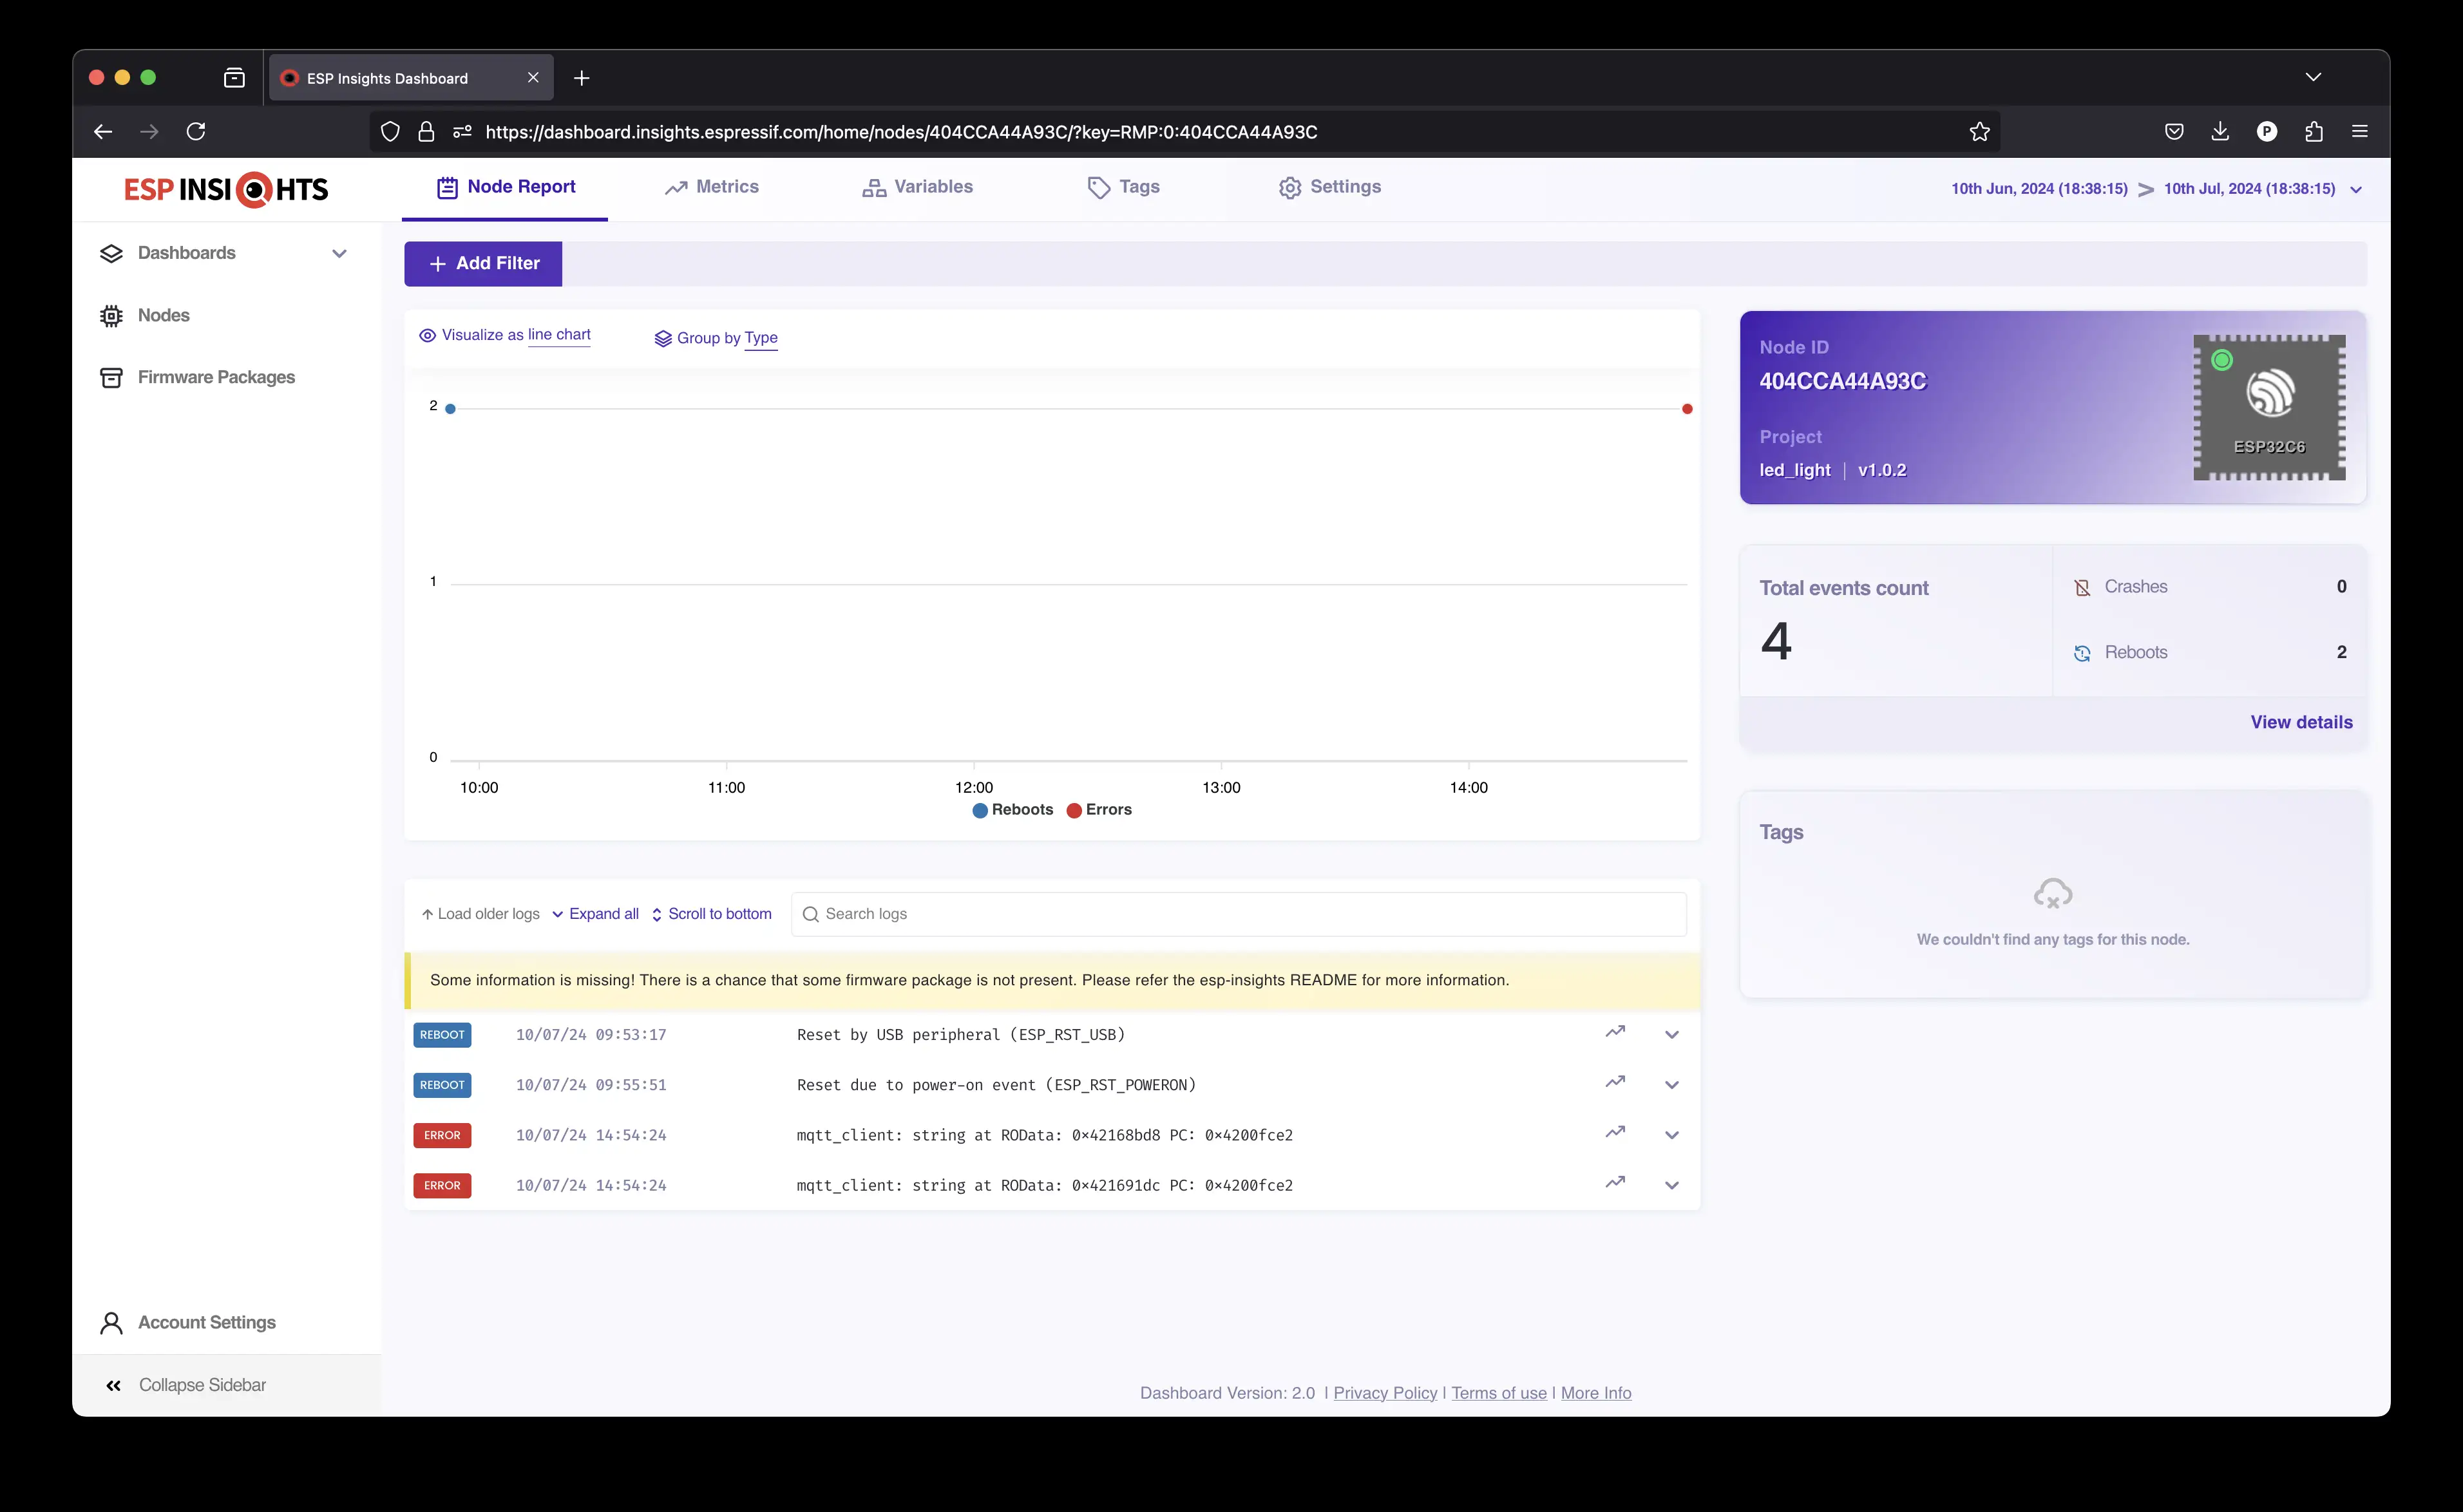 ESP Insights Dashboard
https://dashboard.insights.espressif.com/home/nodes/404CCA44A93C/?key=RMP:0:404CCA44A93C
P
ESP INSIGHTS
Node Report
Metrics
Variables
Tags
Settings
10th Jun, 2024 (18:38:15) > 10th Jul, 2024 (18:38:15)
Dashboards
Nodes
Firmware Packages
+ Add Filter
Visualize as line chart
Group by Type
2
1
0
10:00 11:00 12:00 13:00 14:00
Reboots Errors
Node ID
404CCA44A93C
Project
led_light | v1.0.2
ESP32C6
Total events count
4
Crashes 0
Reboots 2
View details
Tags
We couldn't find any tags for this node.
Load older logs Expand all Scroll to bottom Search logs
Some information is missing! There is a chance that some firmware package is not present. Please refer the esp-insights README for more information.
REBOOT 10/07/24 09:53:17 Reset by USB peripheral (ESP_RST_USB)
REBOOT 10/07/24 09:55:51 Reset due to power-on event (ESP_RST_POWERON)
ERROR 10/07/24 14:54:24 mqtt_client: string at ROData: 0x42168bd8 PC: 0x4200fce2
ERROR 10/07/24 14:54:24 mqtt_client: string at ROData: 0x421691dc PC: 0x4200fce2
Account Settings
Collapse Sidebar
Dashboard Version: 2.0 | Privacy Policy | Terms of use | More Info